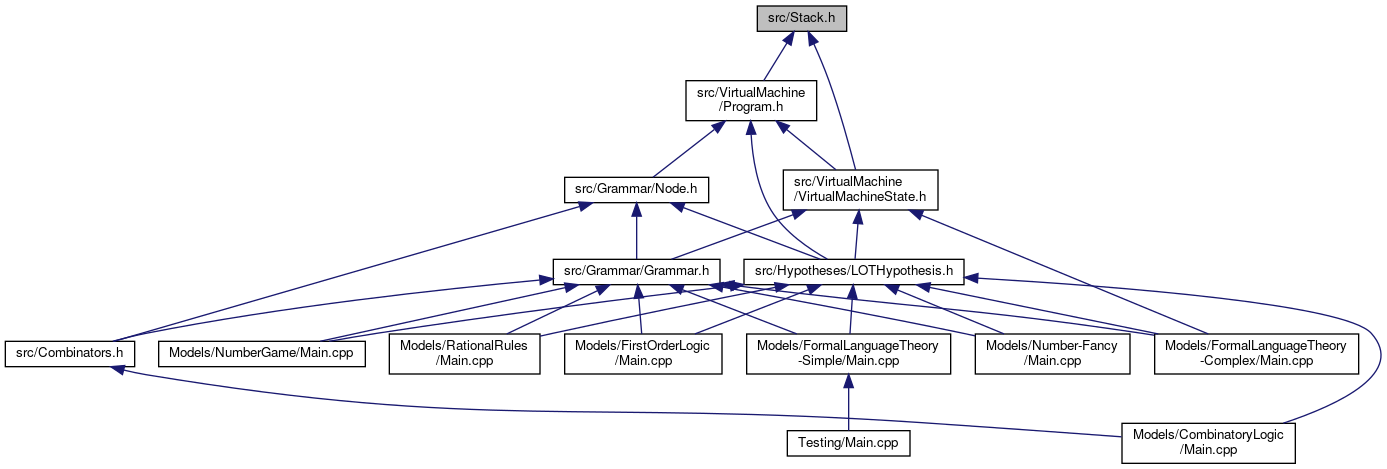 src/Stack.h
src/VirtualMachine
/Program.h
src/Grammar/Node.h
src/VirtualMachine
/VirtualMachineState.h
src/Grammar/Grammar.h
src/Hypotheses/LOTHypothesis.h
src/Combinators.h
Models/NumberGame/Main.cpp
Models/RationalRules
/Main.cpp
Models/FirstOrderLogic
/Main.cpp
Models/FormalLanguageTheory
-Simple/Main.cpp
Models/Number-Fancy
/Main.cpp
Models/FormalLanguageTheory
-Complex/Main.cpp
Testing/Main.cpp
Models/CombinatoryLogic
/Main.cpp